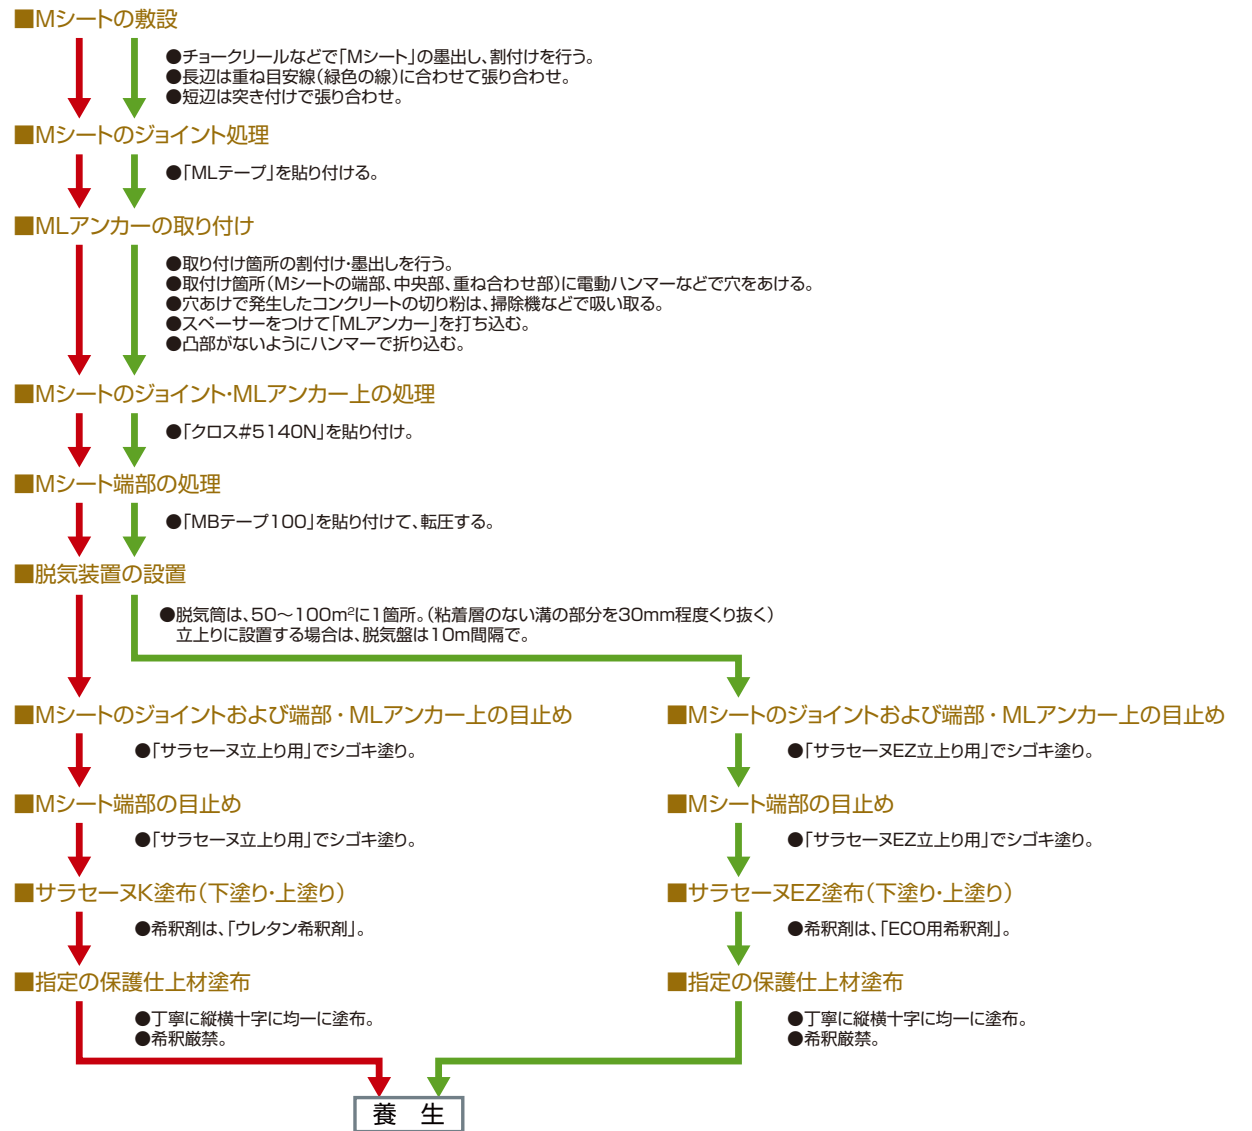 ■Mシートの敷設
●チョークリールなどで「Mシート」の墨出し、割付けを行う。
●長辺は重ね目安線(緑色の線)に合わせて張り合わせ。
●短辺は突き付けで張り合わせ。
■Mシートのジョイント処理
●「MLテープ」を貼り付ける。
■MLアンカーの取り付け
●取り付け箇所の割付け・墨出しを行う。
●取付け箇所(Mシートの端部、中央部、重ね合わせ部)に電動ハンマーなどで穴をあける。
●穴あけで発生したコンクリートの切り粉は、掃除機などで吸い取る。
●スペーサーをつけて「MLアンカー」を打ち込む。
●凸部がないようにハンマーで折り込む。
■Mシートのジョイント・MLアンカー上の処理
●「クロス#5140N」を貼り付け。
■Mシート端部の処理
●「MBテープ100」を貼り付けて、転圧する。
■脱気装置の設置
●脱気筒は、50〜100m²に1箇所。(粘着層のない溝の部分を30mm程度くり抜く)
立上りに設置する場合は、脱気盤は10m間隔で。
■Mシートのジョイントおよび端部・MLアンカー上の目止め
●「サラセーヌ立上り用」でシゴキ塗り。
■Mシート端部の目止め
●「サラセーヌ立上り用」でシゴキ塗り。
■サラセーヌK塗布(下塗り・上塗り)
●希釈剤は、「ウレタン希釈剤」。
■指定の保護仕上材塗布
●丁寧に縦横十字に均一に塗布。
●希釈厳禁。
■Mシートのジョイントおよび端部・MLアンカー上の目止め
●「サラセーヌEZ立上り用」でシゴキ塗り。
■Mシート端部の目止め
●「サラセーヌEZ立上り用」でシゴキ塗り。
■サラセーヌEZ塗布(下塗り・上塗り)
●希釈剤は、「ECO用希釈剤」。
■指定の保護仕上材塗布
●丁寧に縦横十字に均一に塗布。
●希釈厳禁。
養 生